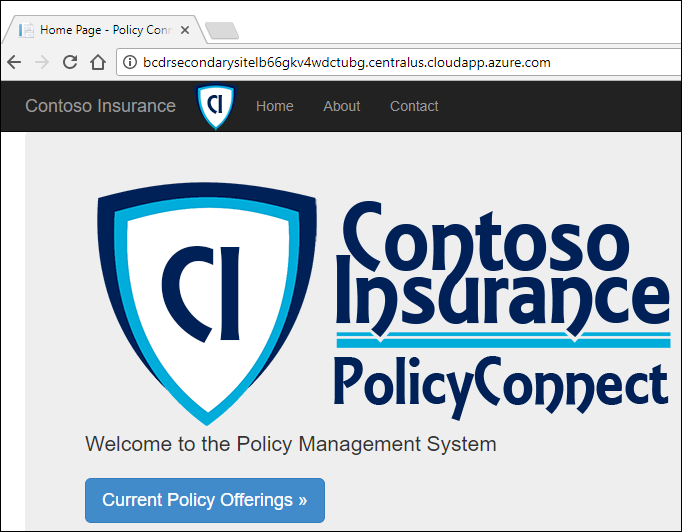 Home Page - Policy Conn
bcdrsecondarysitelb66gkv4wdctubg.centralus.cloudapp.azure.com
Contoso Insurance CI Home About Contact
CI
Contoso
Insurance
PolicyConnect
Welcome to the Policy Management System
Current Policy Offerings »